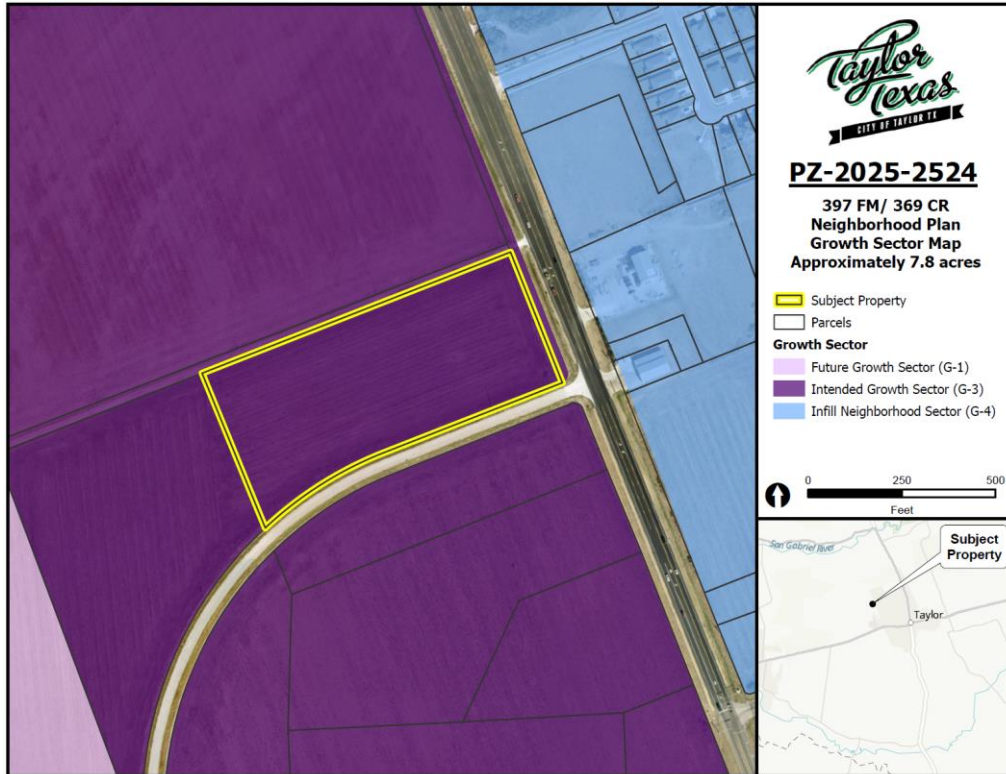 Taylor
Texas
CITY OF TAYLOR TX
PZ-2025-2524
397 FM/ 369 CR
Neighborhood Plan
Growth Sector Map
Approximately 7.8 acres
Subject Property
Parcels
Growth Sector
Future Growth Sector (G-1)
Intended Growth Sector (G-3)
Infill Neighborhood Sector (G-4)
0 250 500
Feet
San Gabriel River
Subject
Property
Taylor